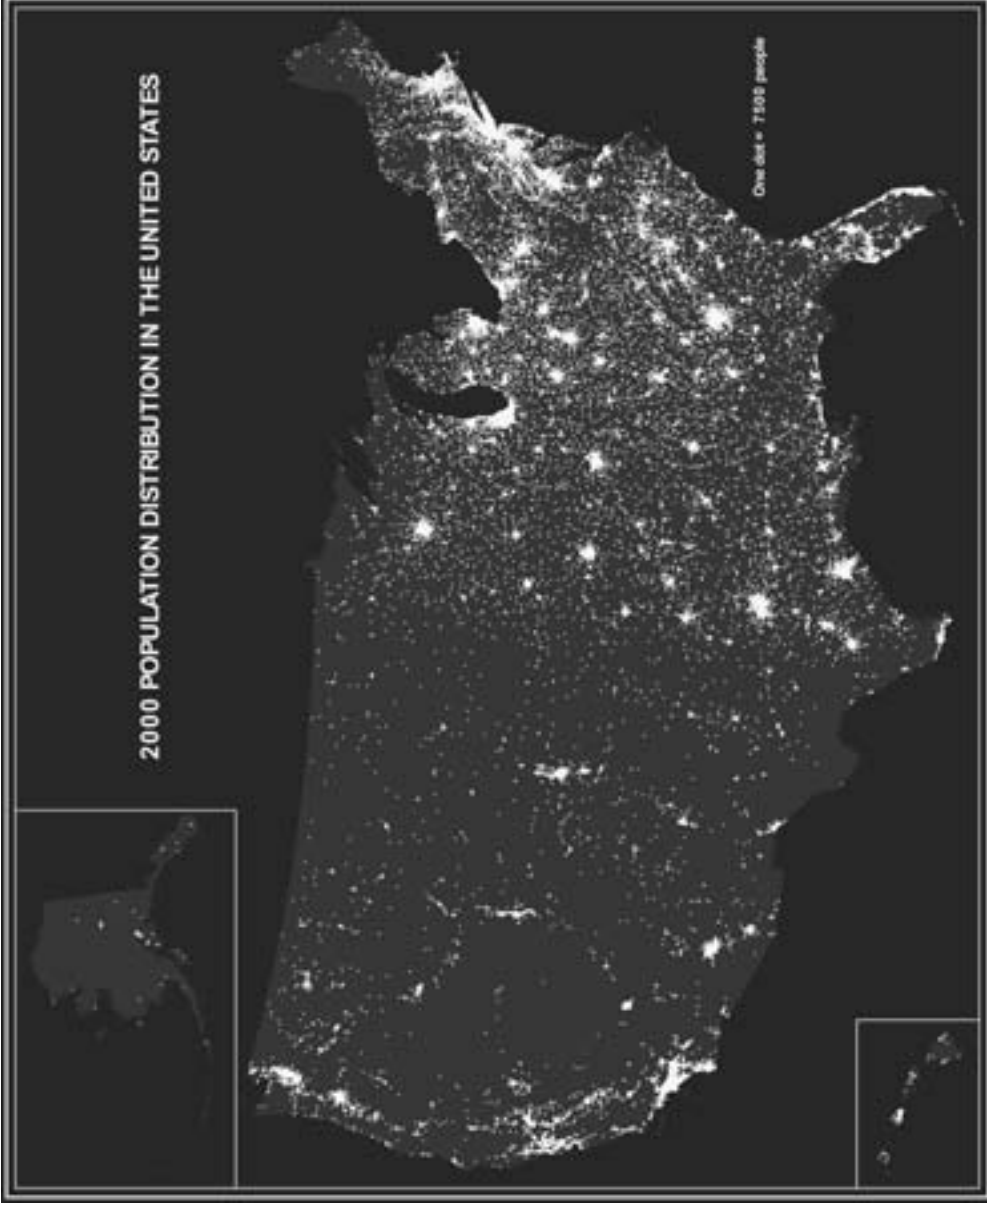 2000 POPULATION DISTRIBUTION IN THE UNITED STATES
One dot = 7500 people